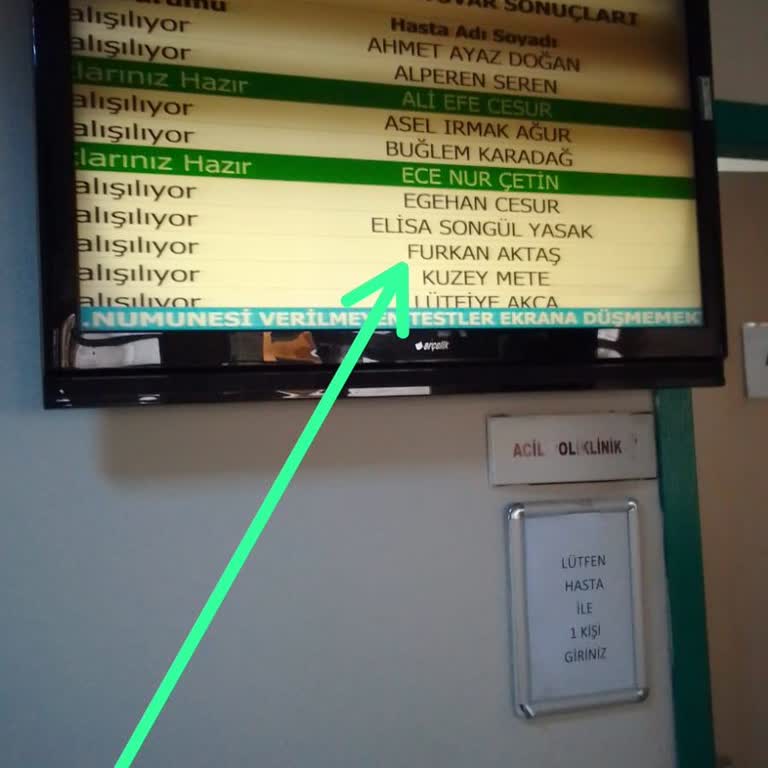 SONUÇLARI
Hasta Adı Soyadı
alışılıyor AHMET AYAZ DOĞAN
ALPEREN SEREN
larınız Hazır ALİ EFE CESUR
alışılıyor ASEL IRMAK AĞUR
alışılıyor BUĞLEM KARADAĞ
larınız Hazır ECE NUR ÇETİN
alışılıyor EGEHAN CESUR
alışılıyor ELİSA SONGÜL YASAK
alışılıyor FURKAN AKTAŞ
alışılıyor KUZEY METE
alışılıyor LÜTFİYE AKÇA
.NUMUNESİ VERİLMEYEN TESTLER EKRANA DÜŞMEMEKT
arçelik
ACİL POLİKLİNİK
LÜTFEN
HASTA
İLE
1 KİŞİ
GİRİNİZ